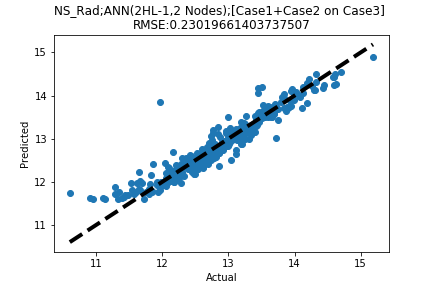 NS_Rad;ANN(2HL-1,2 Nodes);[Case1+Case2 on Case3]
RMSE:0.23019661403737507
15
14
13
12
11
Predicted
11 12 13 14 15
Actual